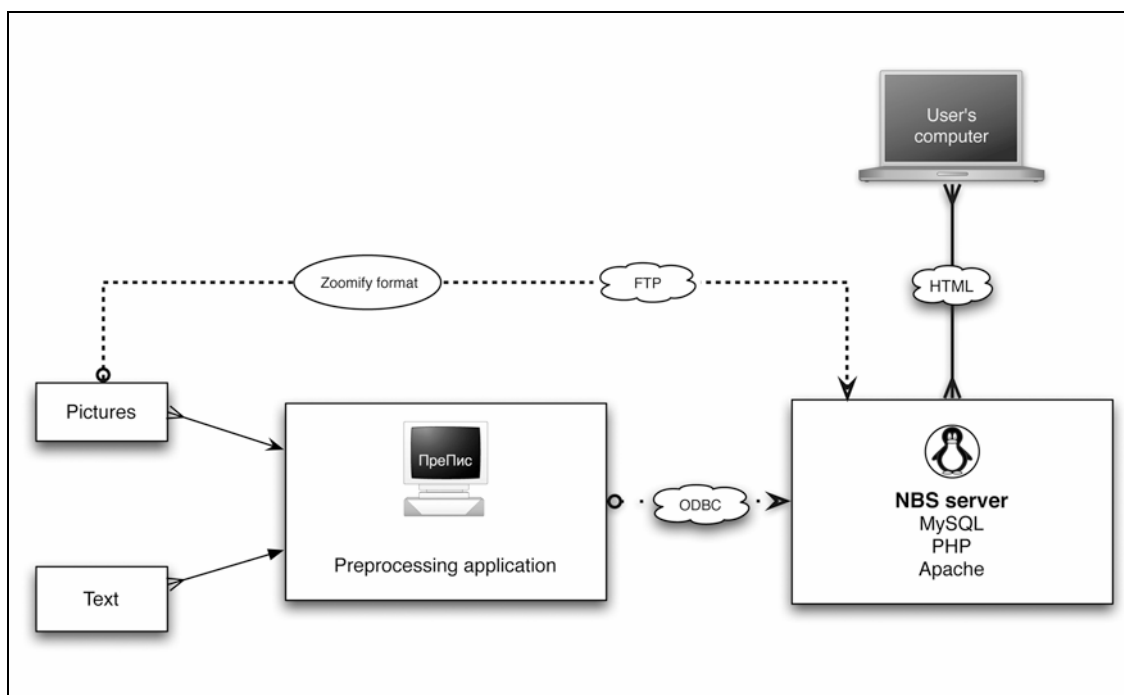 User's
computer
Zoomify format
FTP
HTML
Pictures
ПреПис
NBS server
MySQL
PHP
Apache
ODBC
Preprocessing application
Text